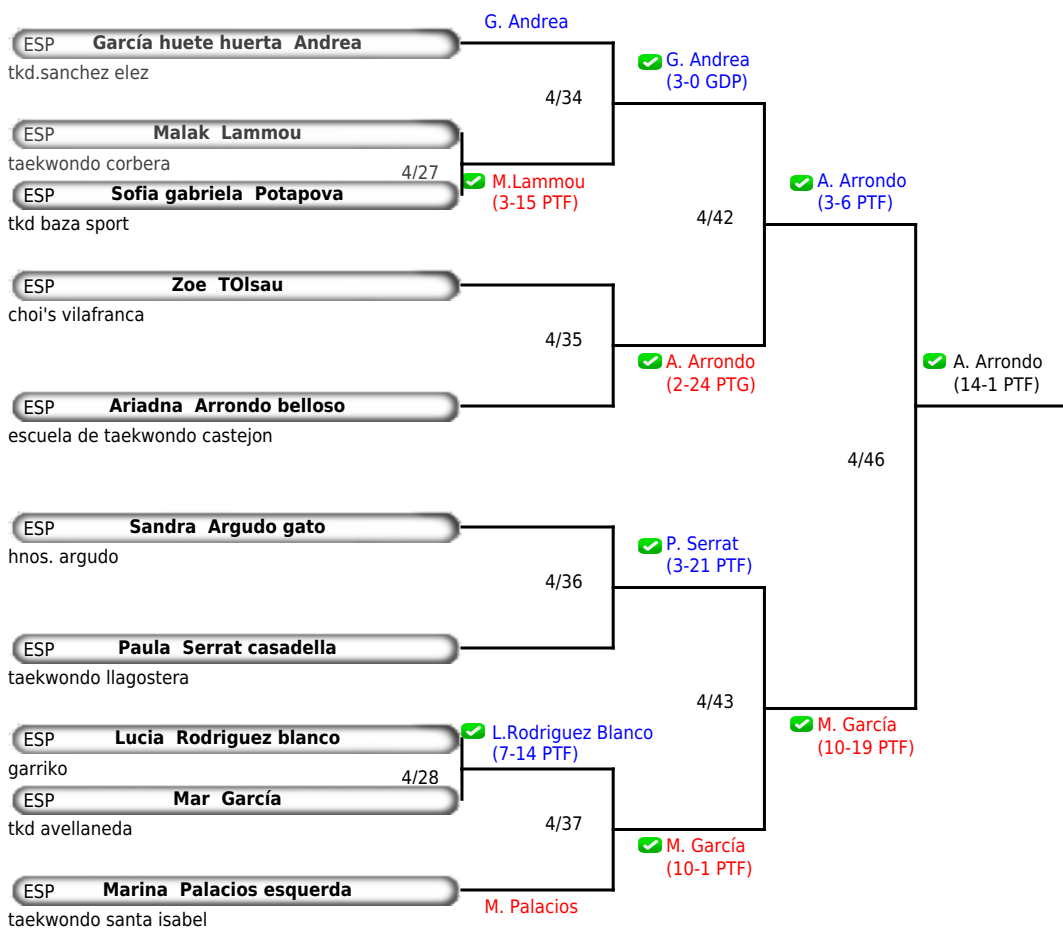 G. Andrea
ESP García huete huerta Andrea
tkd.sanchez elez
G. Andrea
(3-0 GDP)
4/34
ESP Malak Lammou
taekwondo corbera
4/27
M.Lammou
(3-15 PTF)
ESP Sofia gabriela Potapova
tkd baza sport
A. Arrondo
(3-6 PTF)
4/42
ESP Zoe TOlsau
choi's vilafranca
4/35
A. Arrondo
(2-24 PTG)
A. Arrondo
(14-1 PTF)
ESP Ariadna Arrondo belloso
escuela de taekwondo castejon
4/46
ESP Sandra Argudo gato
hnos. argudo
P. Serrat
(3-21 PTF)
4/36
ESP Paula Serrat casadella
taekwondo llagostera
4/43
ESP Lucia Rodriguez blanco
garriko
L.Rodriguez Blanco
(7-14 PTF)
M. García
(10-19 PTF)
4/28
ESP Mar García
tkd avellaneda
4/37
M. García
(10-1 PTF)
ESP Marina Palacios esquerda
taekwondo santa isabel
M. Palacios